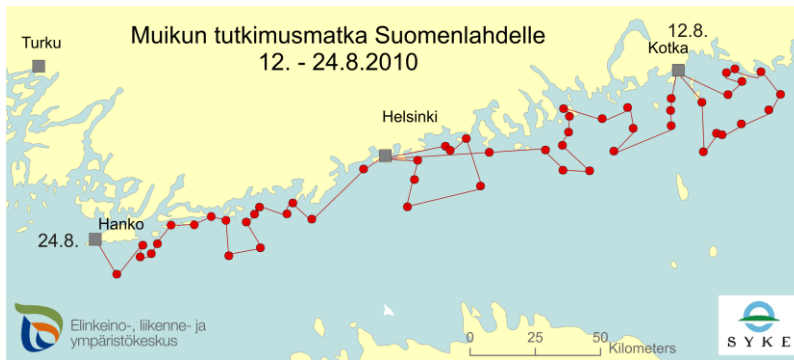 Muikun tutkimusmatka Suomenlahdelle
12. - 24.8.2010
Turku
12.8.
Kotka
Helsinki
Hanko
24.8.
Elinkeino-, liikenne- ja
ympäristökeskus
0 25 50
Kilometers
SYKE